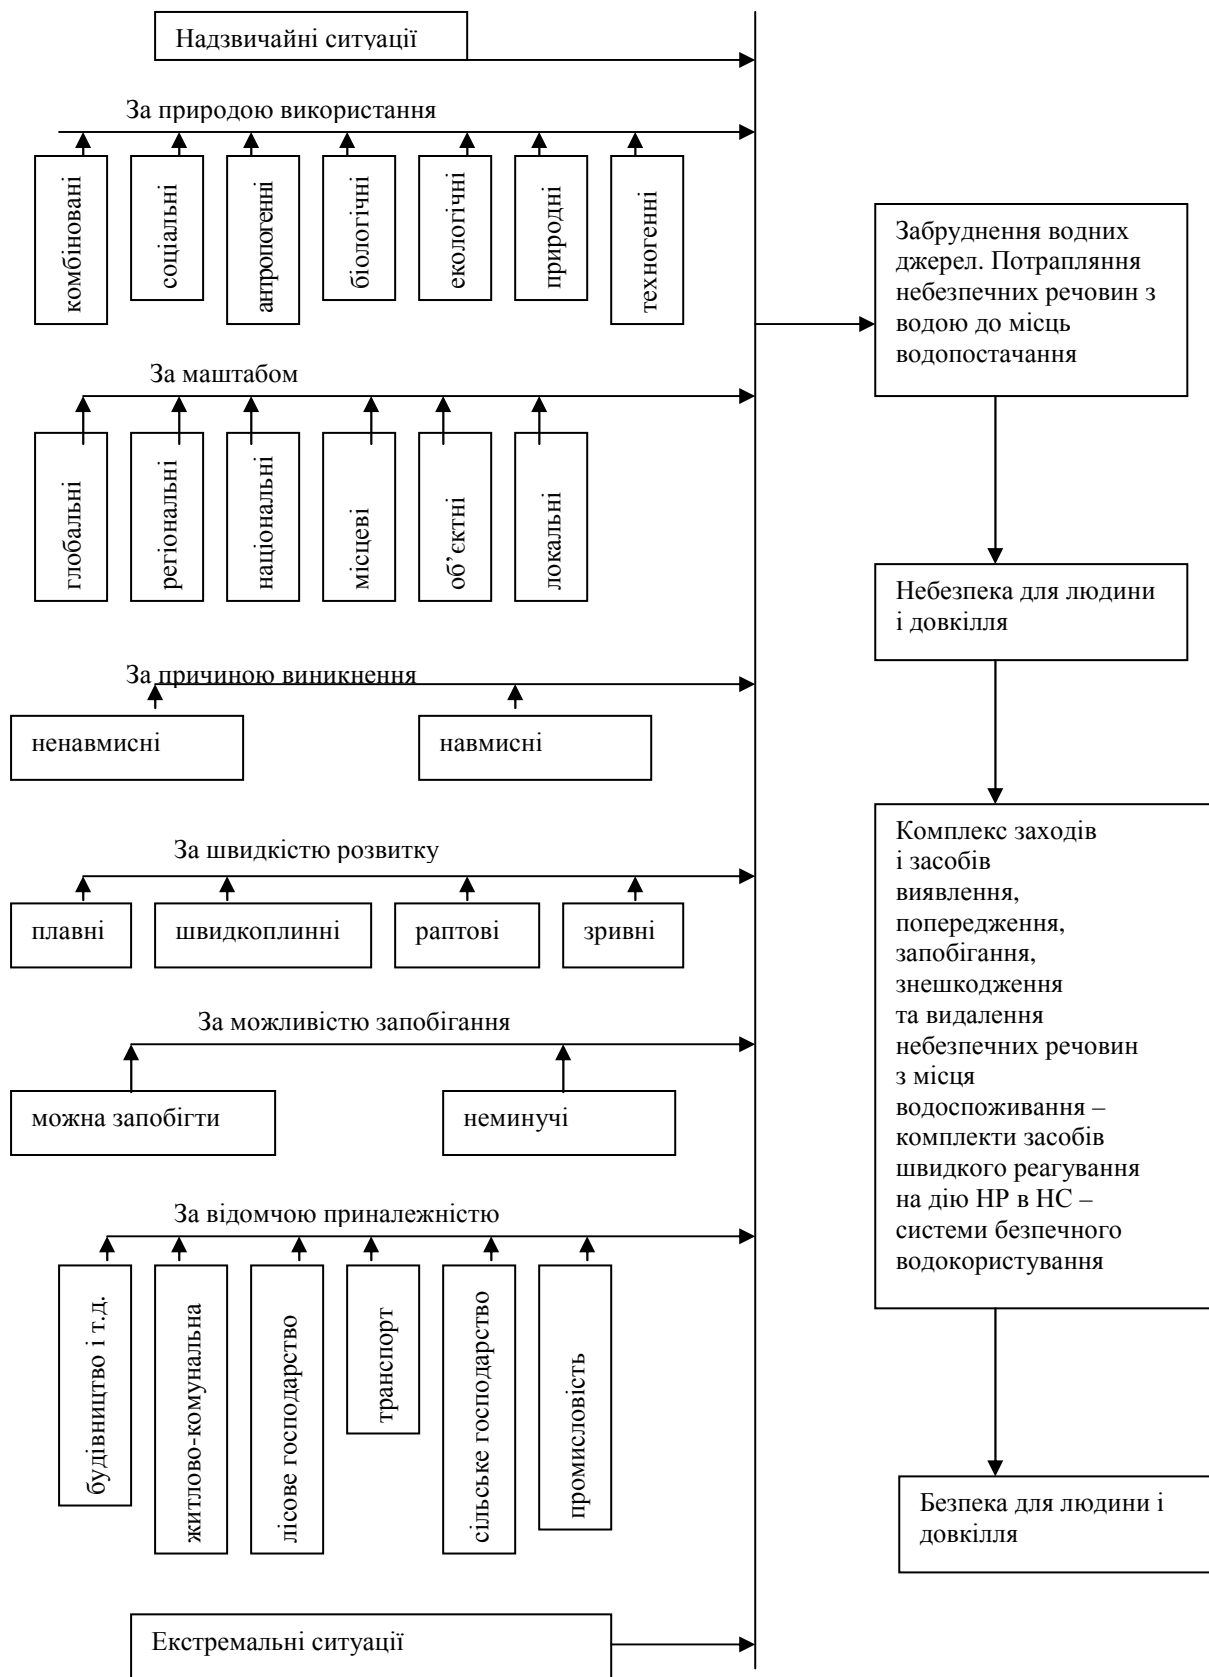 Надзвичайні ситуації
За природою використання
комбіновані
соціальні
антропогенні
біологічні
екологічні
природні
техногенні
За маштабом
глобальні
регіональні
національні
місцеві
об’єктні
локальні
За причиною виникнення
ненавмисні
навмисні
За швидкістю розвитку
плавні
швидкоплинні
раптові
зривні
За можливістю запобігання
можна запобігти
неминучі
За відомчою приналежністю
будівництво і т.д.
житлово-комунальна
лісове господарство
транспорт
сільське господарство
промисловість
Екстремальні ситуації
Забруднення водних
джерел. Потрапляння
небезпечних речовин з
водою до місць
водопостачання
Небезпека для людини
і довкілля
Комплекс заходів
і засобів
виявлення,
попередження,
запобігання,
знешкодження
та видалення
небезпечних речовин
з місця
водоспоживання –
комплекти засобів
швидкого реагування
на дію НР в НС –
системи безпечного
водокористування
Безпека для людини і
довкілля